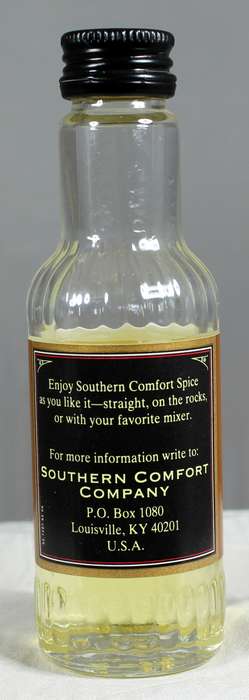 Enjoy Southern Comfort Spice
as you like it—straight, on the rocks,
or with your favorite mixer.
For more information write to:
SOUTHERN COMFORT
COMPANY
P.O. Box 1080
Louisville, KY 40201
U.S.A.